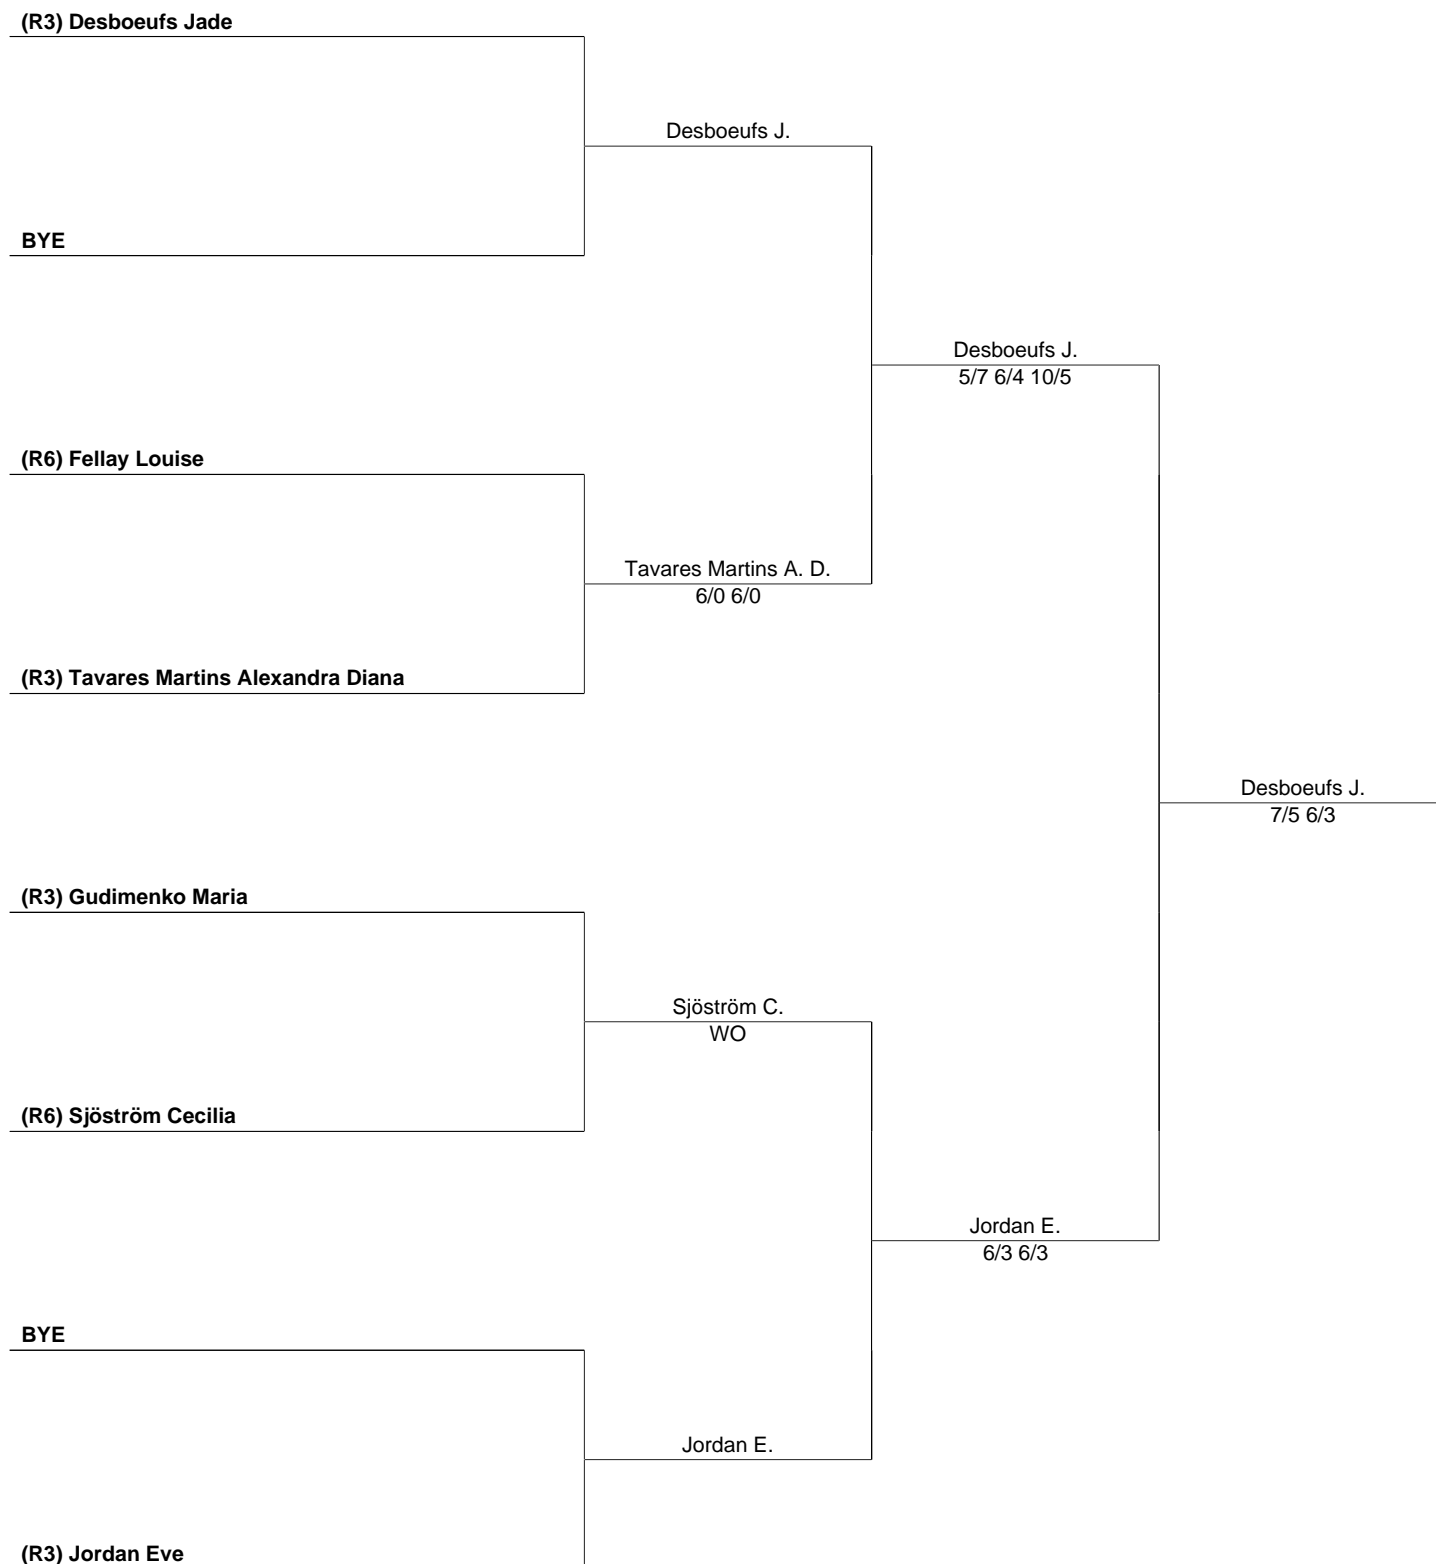 (R3) Desboeufs Jade
Desboeufs J.
BYE
Desboeufs J.
5/7 6/4 10/5
(R6) Fellay Louise
Tavares Martins A. D.
6/0 6/0
(R3) Tavares Martins Alexandra Diana
Desboeufs J.
7/5 6/3
(R3) Gudimenko Maria
Sjöström C.
WO
(R6) Sjöström Cecilia
Jordan E.
6/3 6/3
BYE
Jordan E.
(R3) Jordan Eve